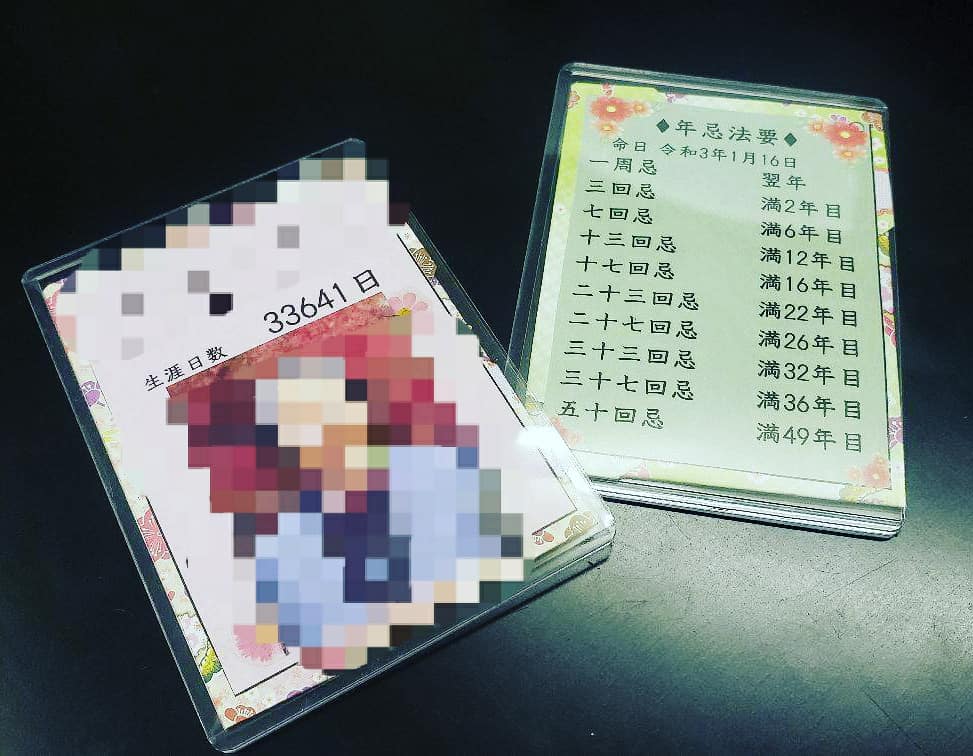 33641日
生涯日数
◆年忌法要◆
命日 令和3年1月16日
一周忌 翌年
三回忌 満2年目
七回忌 満6年目
十三回忌 満12年目
十七回忌 満16年目
二十三回忌 満22年目
二十七回忌 満26年目
三十三回忌 満32年目
三十七回忌 満36年目
五十回忌 満49年目